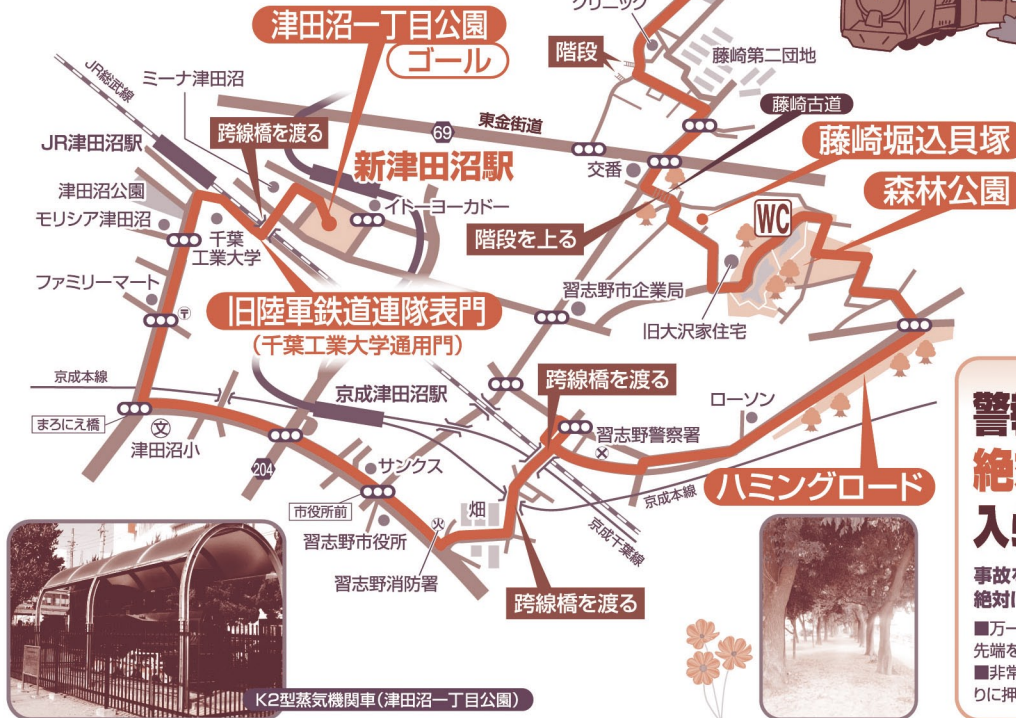 クリニック
津田沼一丁目公園
ゴール
階段
藤崎第二団地
JR総武線
ミーナ津田沼
藤崎古道
69
東金街道
跨線橋を渡る
JR津田沼駅
新津田沼駅
交番
藤崎堀込貝塚
森林公園
津田沼公園
イトーヨーカドー
WC
モリシア津田沼
千葉
工業大学
階段を上る
ファミリーマート
旧陸軍鉄道連隊表門
(千葉工業大学通用門)
〒
習志野市企業局
旧大沢家住宅
京成本線
京成津田沼駅
跨線橋を渡る
ローソン
まろにえ橋
文
津田沼小
習志野警察署
204
サンクス
ハミングロード
京成本線
市役所前
畑
京成千葉線
習志野市役所
火
習志野消防署
跨線橋を渡る
K2型蒸気機関車(津田沼一丁目公園)
絶
入
事故
絶対に
■万一
先端を
■非常
りに押